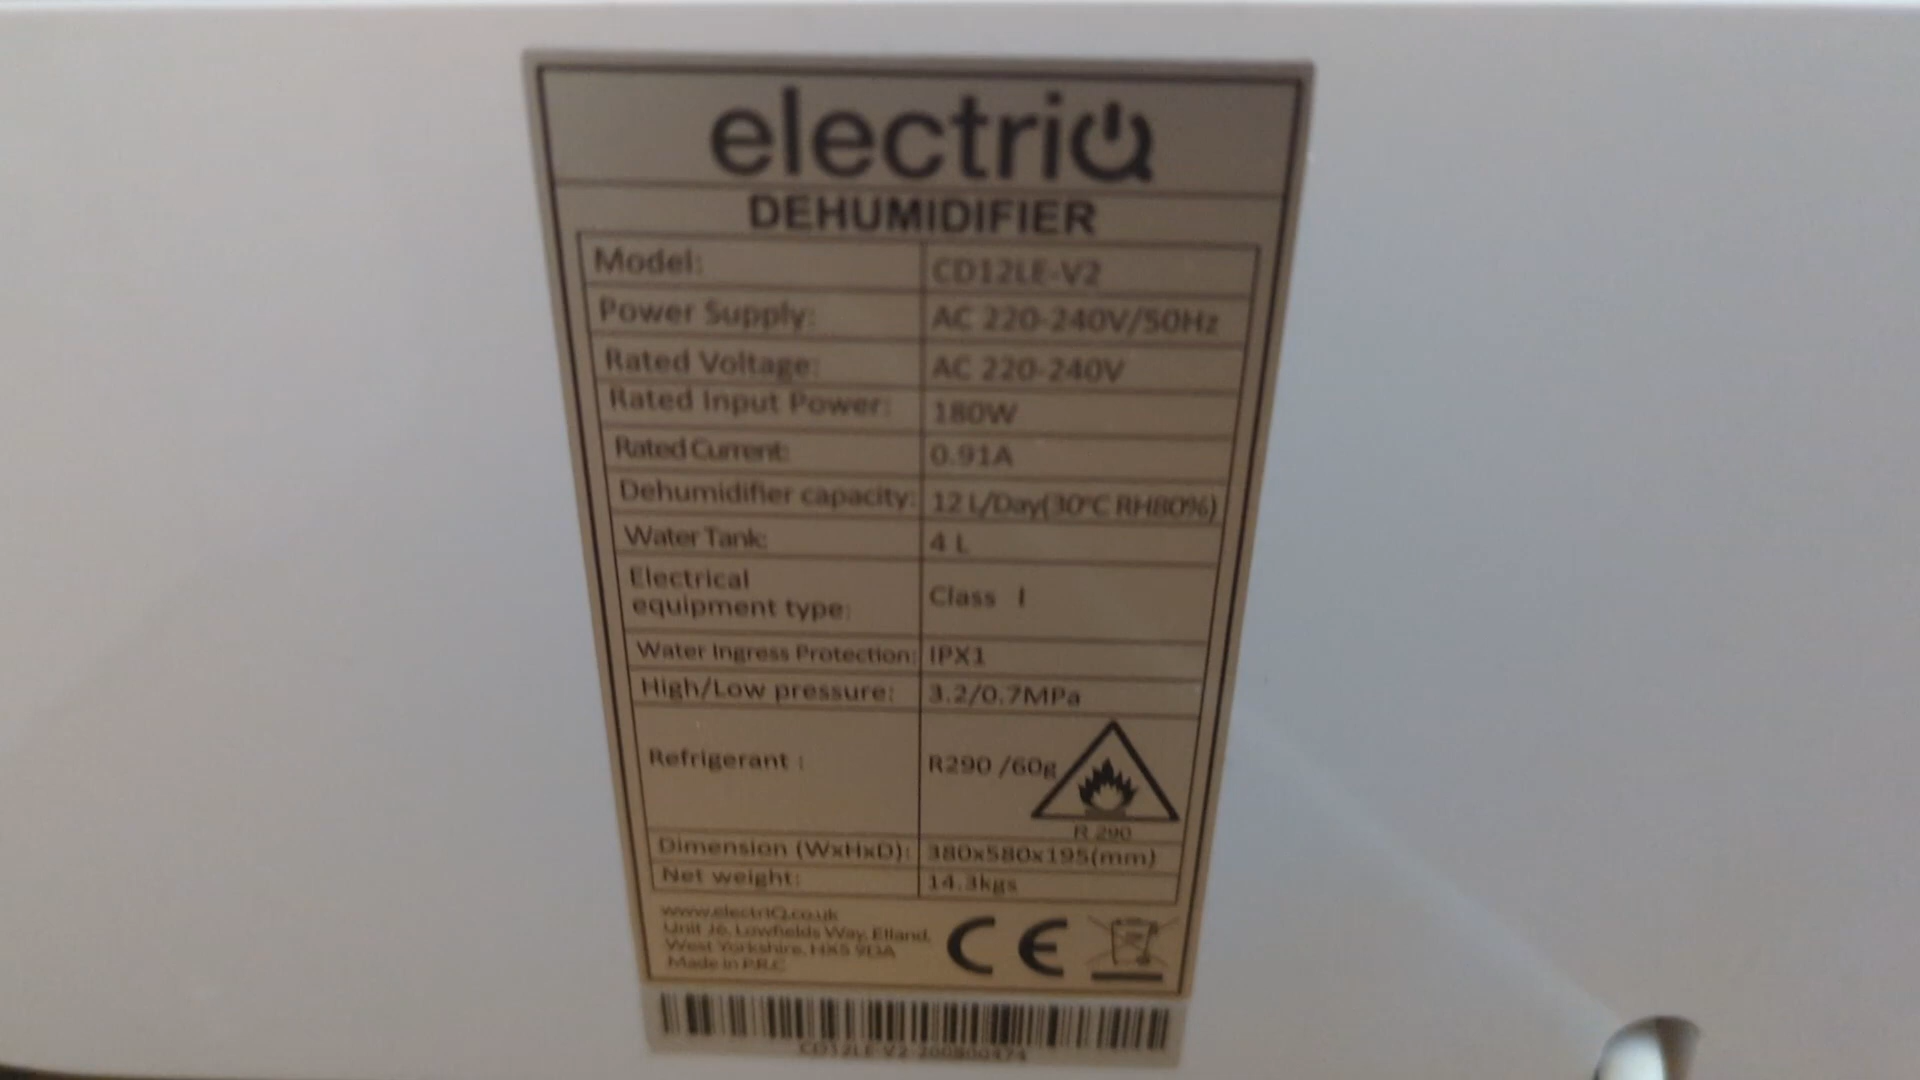 electriQ
DEHUMIDIFIER
Model: CD12LE-V2
Power Supply: AC 220-240V/50Hz
Rated Voltage: AC 220-240V
Rated Input Power: 180W
Rated Current: 0.91A
Dehumidifier capacity: 12 L/Day(30°C RH80%)
Water Tank: 4 L
Electrical
equipment type: Class I
Water Ingress Protection: IPX1
High/Low pressure: 3.2/0.7MPa
Refrigerant : R290 /60g
R 290
Dimension (WxHxD): 380x580x195(mm)
Net weight: 14.3kgs
www.electriQ.co.uk
Unit J6, Lowfields Way, Elland,
West Yorkshire, HX5 9DA
Made in P.R.C
CE
CD12LE-V2-200800474